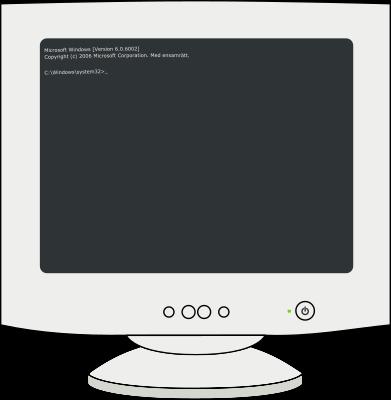 Microsoft Windows [Version 6.0.6002]
Copyright (c) 2006 Microsoft Corporation. Med ensamrätt.
C:\Windows\system32>_